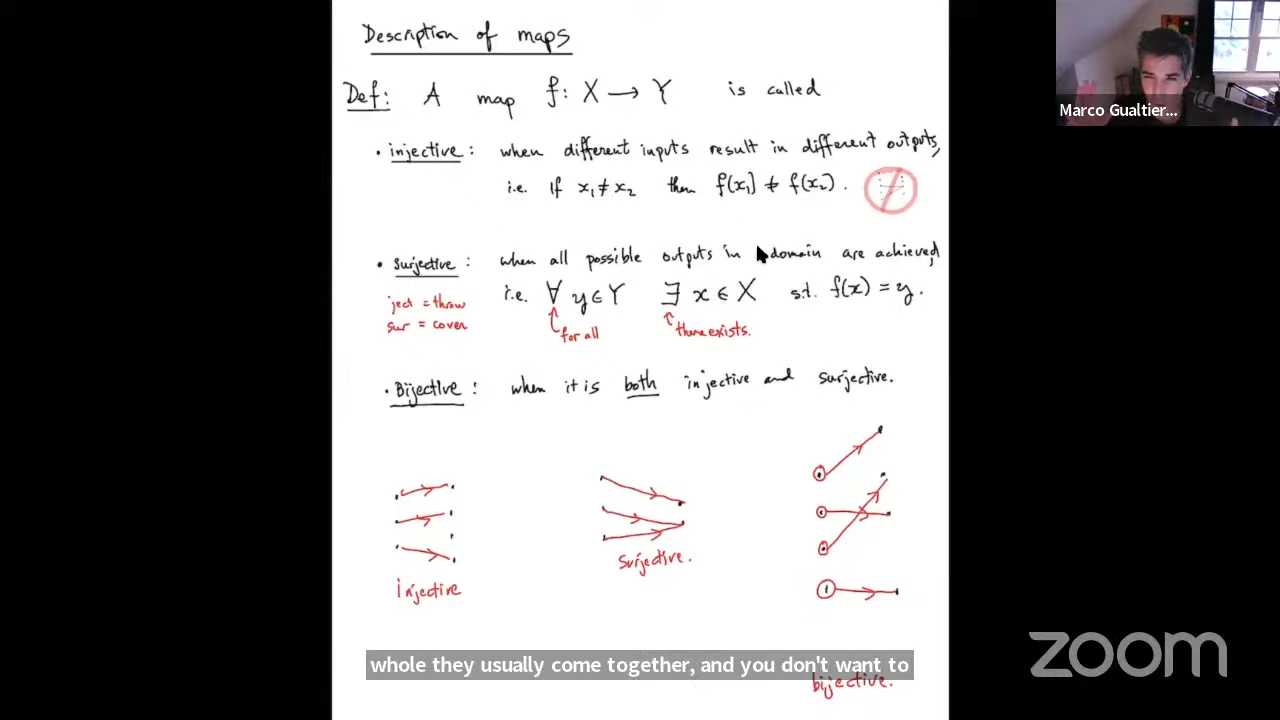 Description of maps
Def: A map f: X → Y is called
• injective: when different inputs result in different outputs,
i.e. If x₁ ≠ x₂ then f(x₁) ≠ f(x₂).
• Surjective: when all possible outputs in domain are achieved,
i.e. ∀ y ∈ Y ∃ x ∈ X s.t. f(x) = y.
ject = throw
sur = cover
for all
there exists.
• Bijective: when it is both injective and surjective.
Injective
Surjective.
bijective.
whole they usually come together, and you don't want to
Marco Gualtier...
zoom